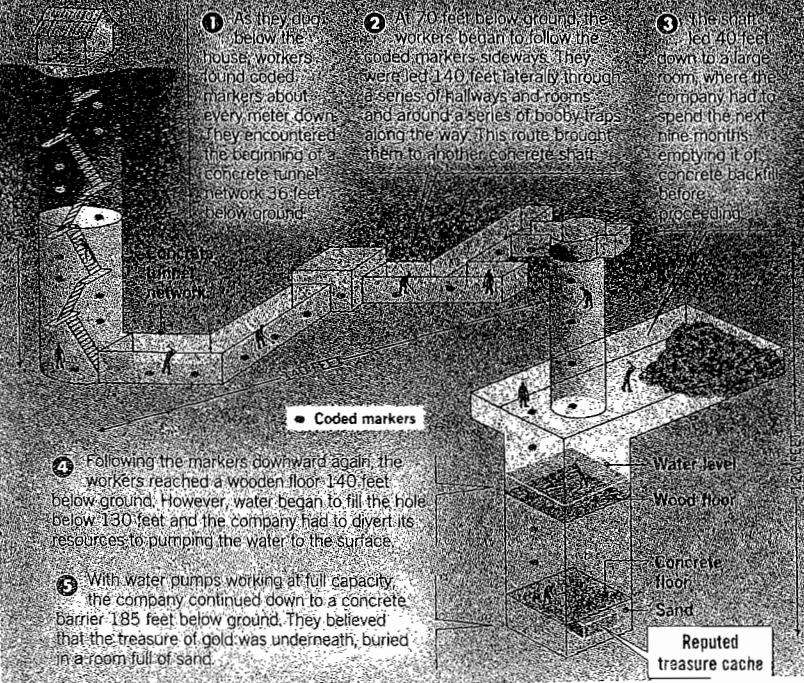 1 As they dug
below the
house, workers
found coded
markers about
every meter down.
They encountered
the beginning of a
concrete tunnel
network 36 feet
below ground.
2 At 70 feet below ground, the
workers began to follow the
coded markers sideways. They
were led 140 feet laterally through
a series of hallways and rooms
and around a series of booby traps
along the way. This route brought
them to another concrete shaft.
3 The shaft
led 40 feet
down to a large
room, where the
company had to
spend the next
nine months
emptying it of
concrete backfill
before
proceeding.
Concrete
tunnel
network
Coded markers
4 Following the markers downward again, the
workers reached a wooden floor 140 feet
below ground. However, water began to fill the hole
below 130 feet and the company had to divert its
resources to pumping the water to the surface.
5 With water pumps working at full capacity,
the company continued down to a concrete
barrier 185 feet below ground. They believed
that the treasure of gold was underneath, buried
in a room full of sand.
Water level
Wood floor
Concrete
floor
Sand
Reputed
treasure cache